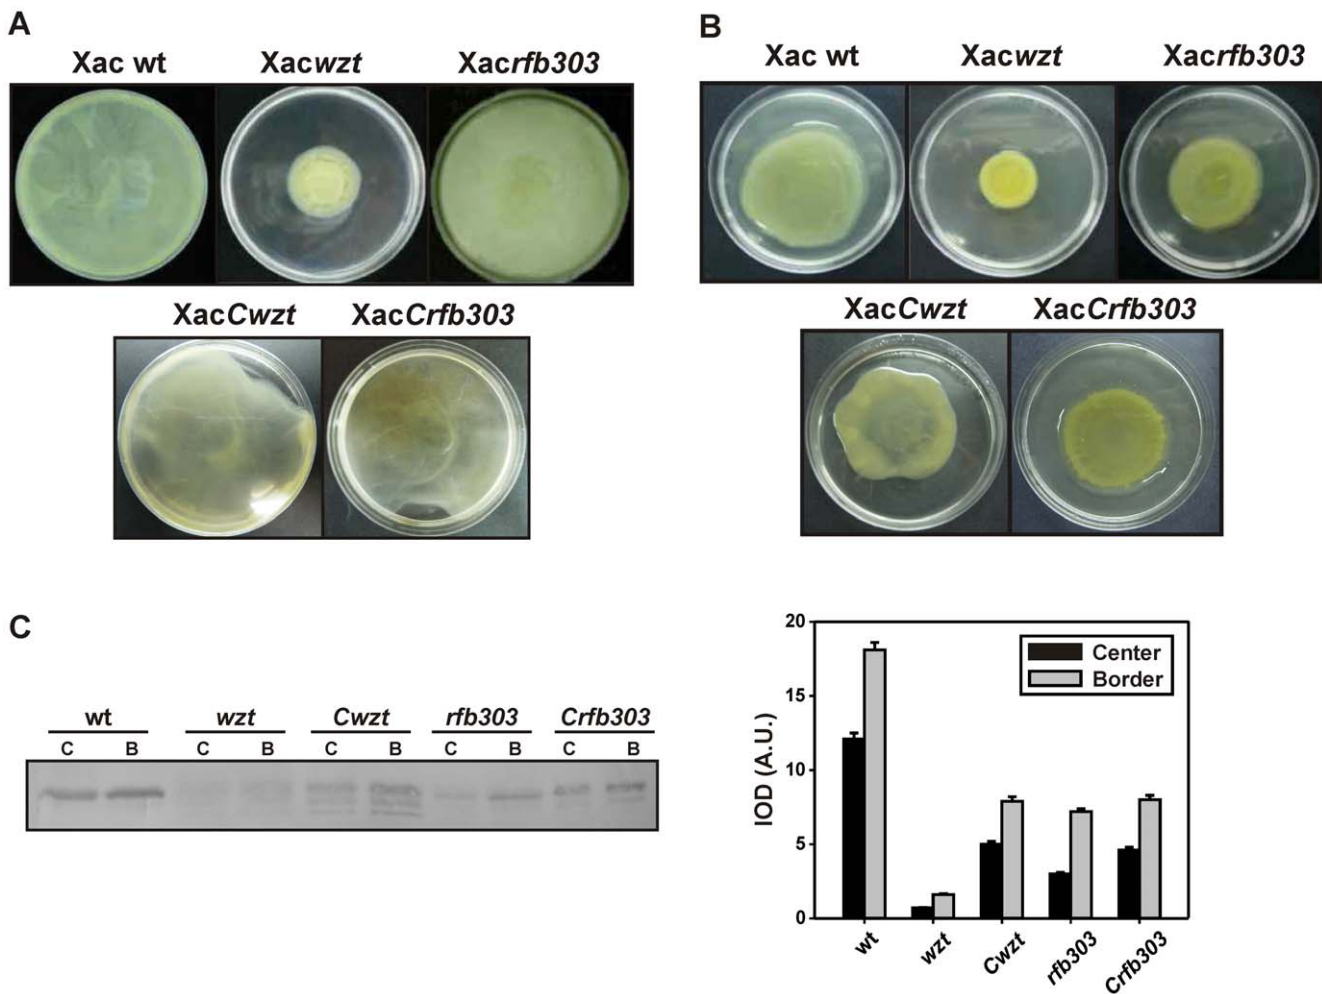 A
Xac wt Xacwzt Xacrfb303
XacCwzt XacCrfb303
B
Xac wt Xacwzt Xacrfb303
XacCwzt XacCrfb303
C
wt wzt Cwzt rfb303 Crfb303
C B C B C B C B C B
20
15
10
5
0
IOD (A.U.)
Center
Border
wt wzt Cwzt rfb303 Crfb303